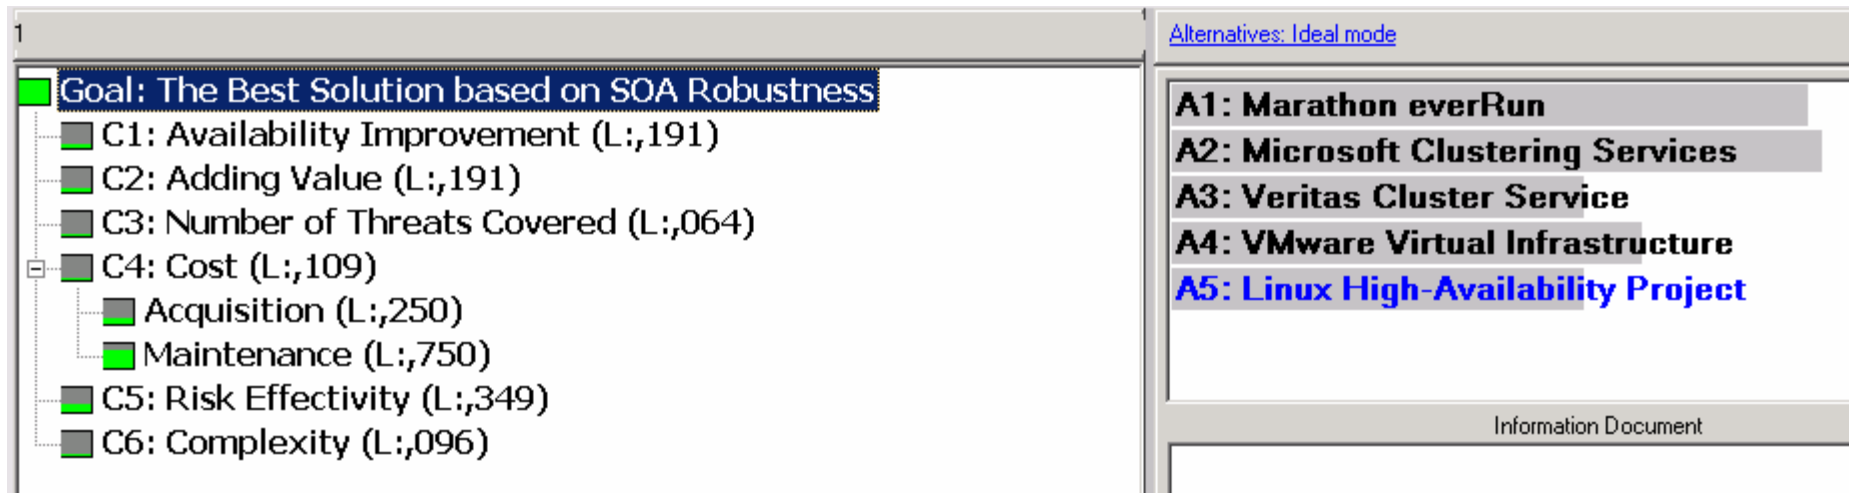 1
Goal: The Best Solution based on SOA Robustness
C1: Availability Improvement (L:,191)
C2: Adding Value (L:,191)
C3: Number of Threats Covered (L:,064)
C4: Cost (L:,109)
Acquisition (L:,250)
Maintenance (L:,750)
C5: Risk Effectivity (L:,349)
C6: Complexity (L:,096)
Alternatives: Ideal mode
A1: Marathon everRun
A2: Microsoft Clustering Services
A3: Veritas Cluster Service
A4: VMware Virtual Infrastructure
A5: Linux High-Availability Project
Information Document